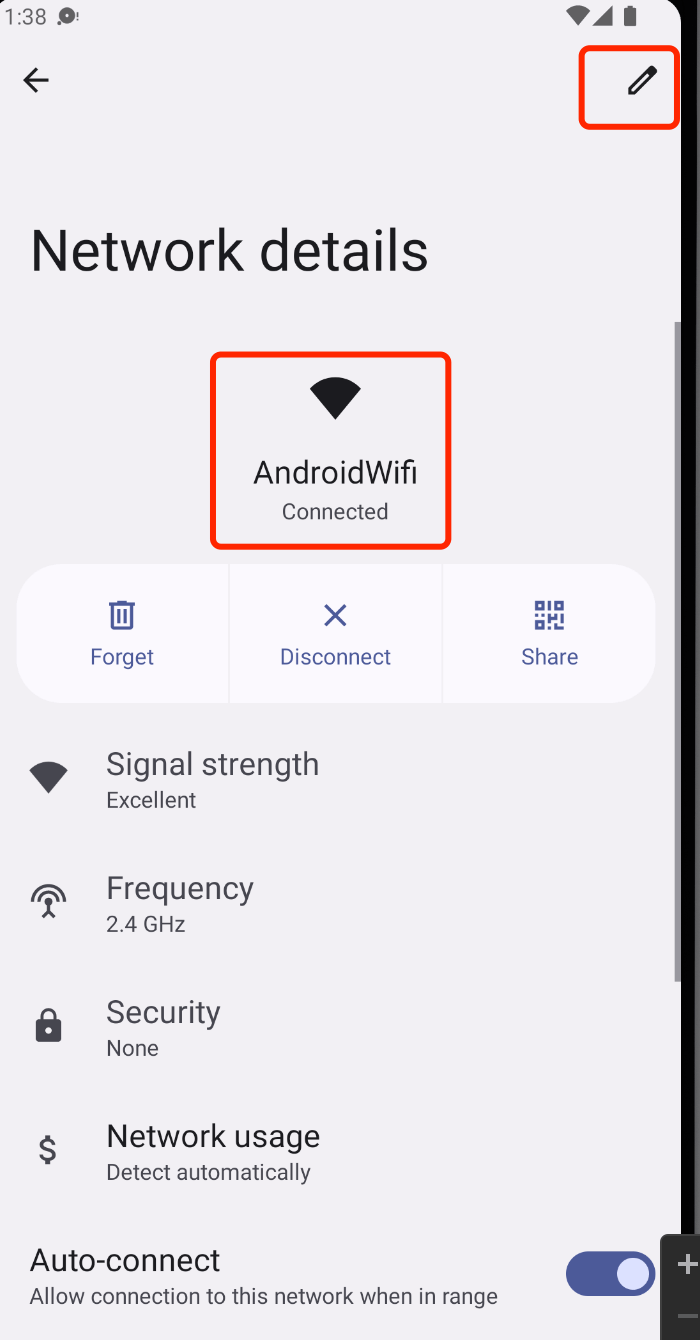 1:38
Network details
AndroidWifi
Connected
Forget
Disconnect
Share
Signal strength
Excellent
Frequency
2.4 GHz
Security
None
Network usage
Detect automatically
Auto-connect
Allow connection to this network when in range